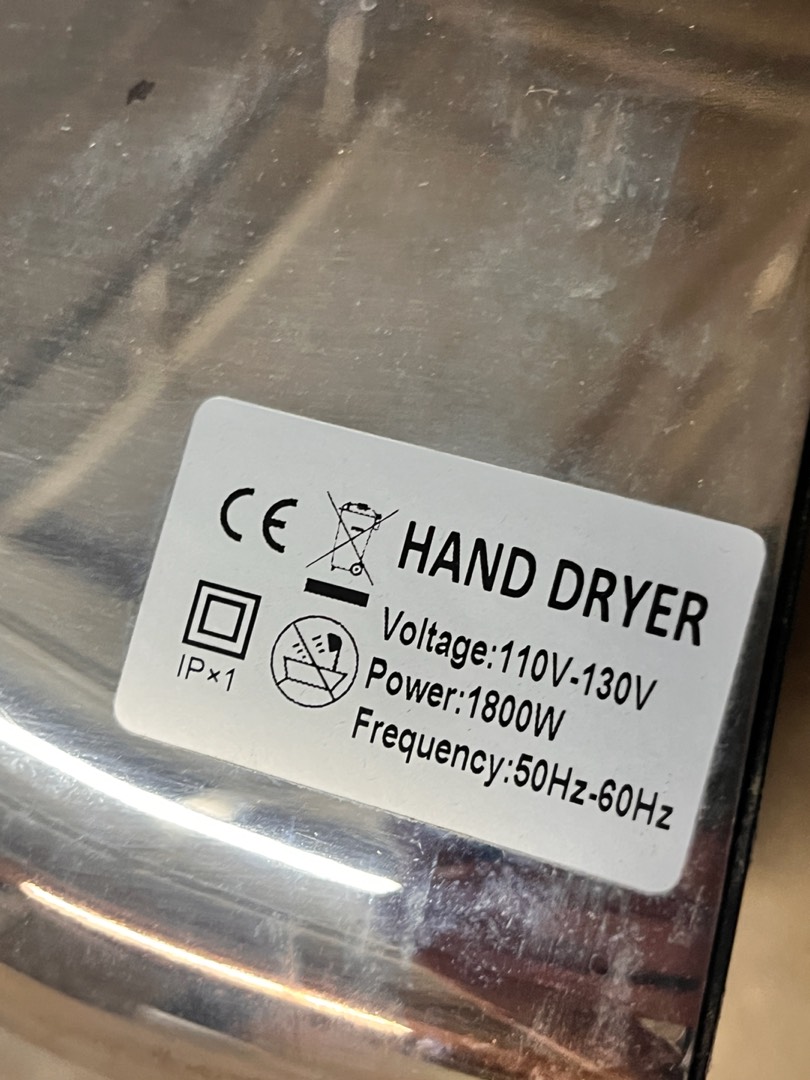 CE
HAND DRYER
IP×1
Voltage:110V-130V
Power:1800W
Frequency:50Hz-60Hz